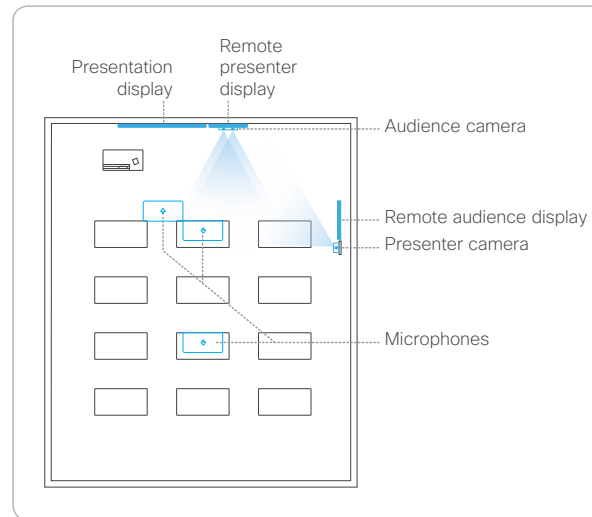 Presentation
display
Remote
presenter
display
Audience camera
Remote audience display
Presenter camera
Microphones